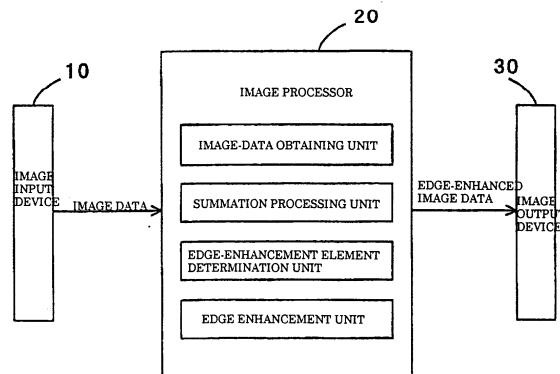 20
10
30
IMAGE PROCESSOR
IMAGE-DATA OBTAINING UNIT
IMAGE
INPUT
DEVICE
IMAGE DATA
SUMMATION PROCESSING UNIT
EDGE-ENHANCED
IMAGE DATA
IMAGE
OUTPUT
DEVICE
EDGE-ENHANCEMENT ELEMENT
DETERMINATION UNIT
EDGE ENHANCEMENT UNIT